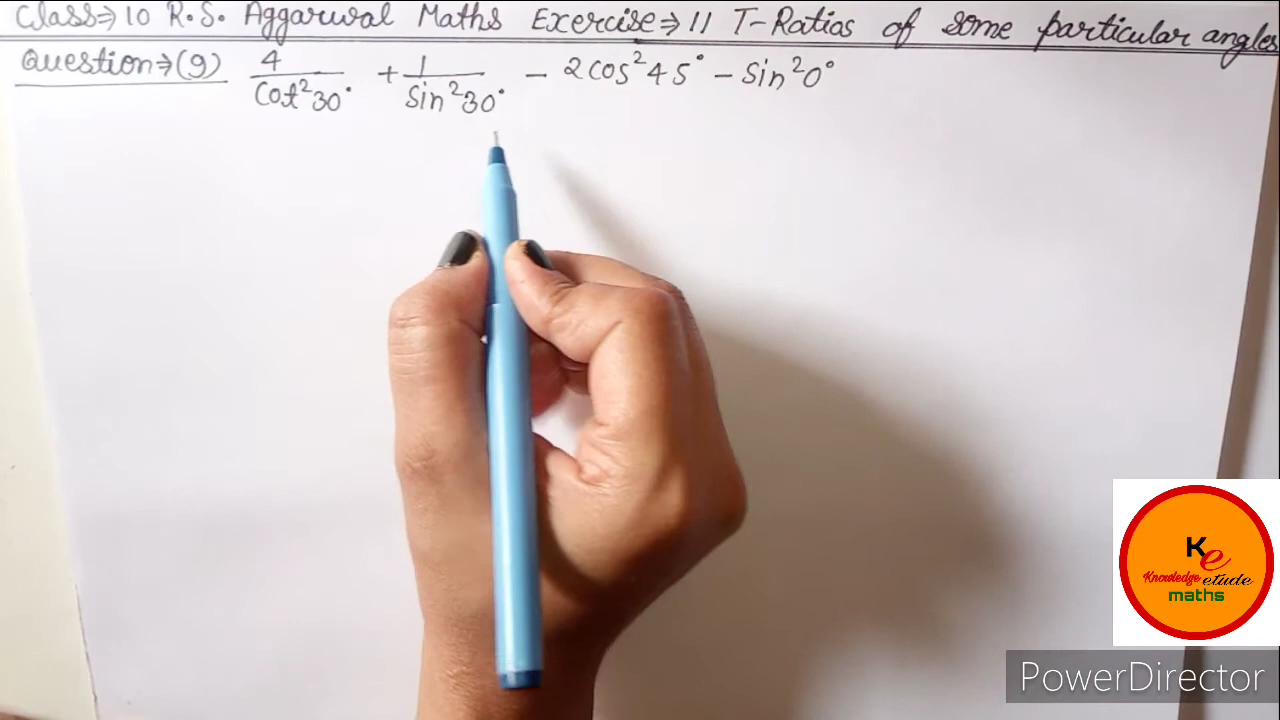 Class⇒10 R.S. Aggarwal Maths Exercise⇒11 T-Ratios of some particular angles
Question⇒(9) 4/cot²30° + 1/sin²30° - 2cos²45° - sin²0°
Ke
Knowledge etude
maths
PowerDirector